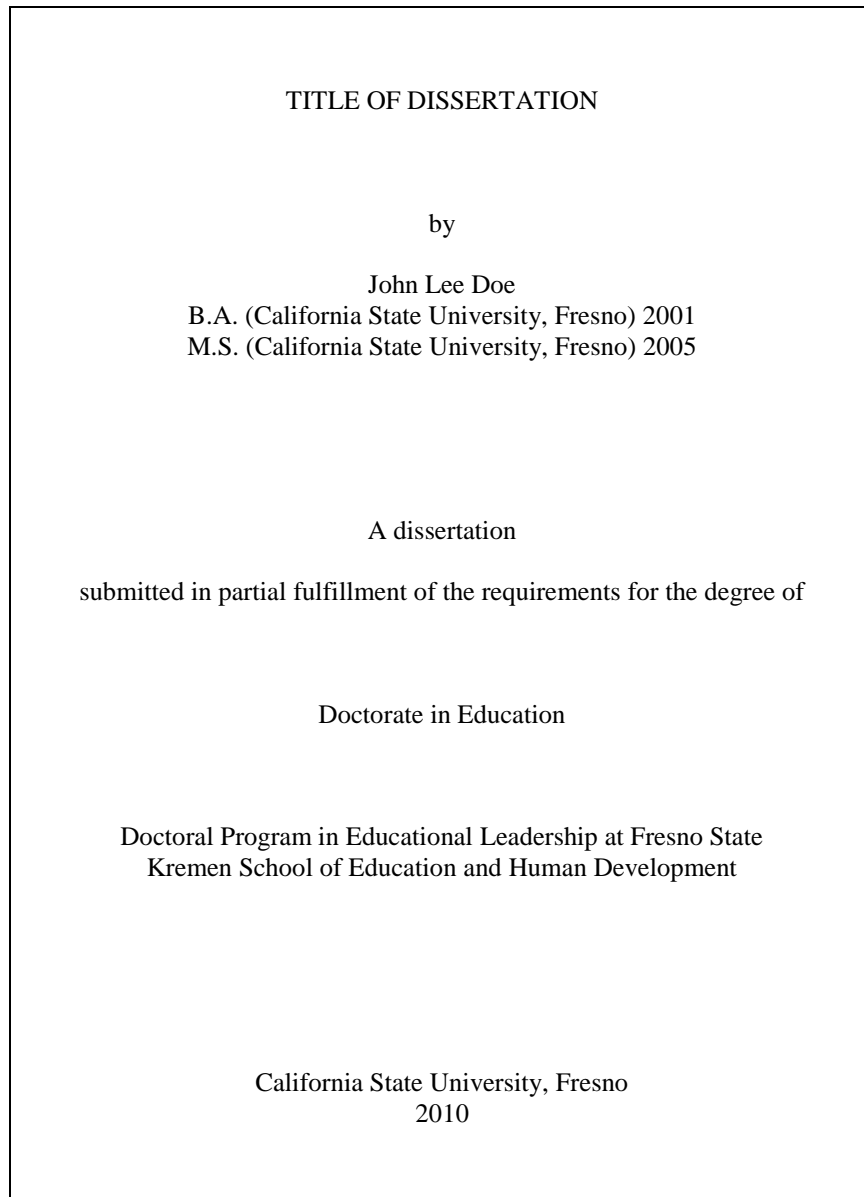 TITLE OF DISSERTATION
by
John Lee Doe
B.A. (California State University, Fresno) 2001
M.S. (California State University, Fresno) 2005
A dissertation
submitted in partial fulfillment of the requirements for the degree of
Doctorate in Education
Doctoral Program in Educational Leadership at Fresno State
Kremen School of Education and Human Development
California State University, Fresno
2010